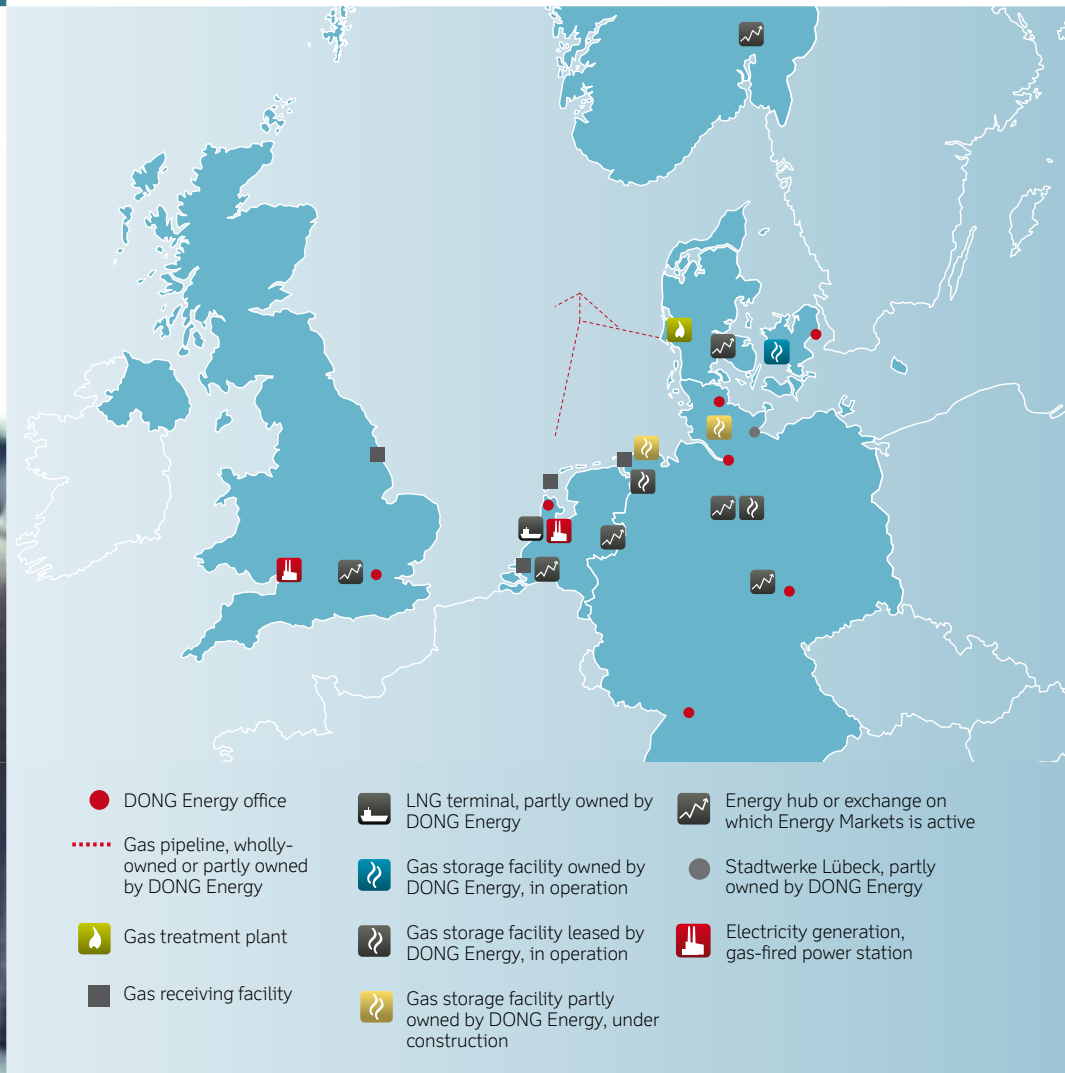 DONG Energy office
Gas pipeline, wholly-
owned or partly owned
by DONG Energy
Gas treatment plant
Gas receiving facility
LNG terminal, partly owned by
DONG Energy
Gas storage facility owned by
DONG Energy, in operation
Gas storage facility leased by
DONG Energy, in operation
Gas storage facility partly
owned by DONG Energy, under
construction
Energy hub or exchange on
which Energy Markets is active
Stadtwerke Lübeck, partly
owned by DONG Energy
Electricity generation,
gas-fired power station